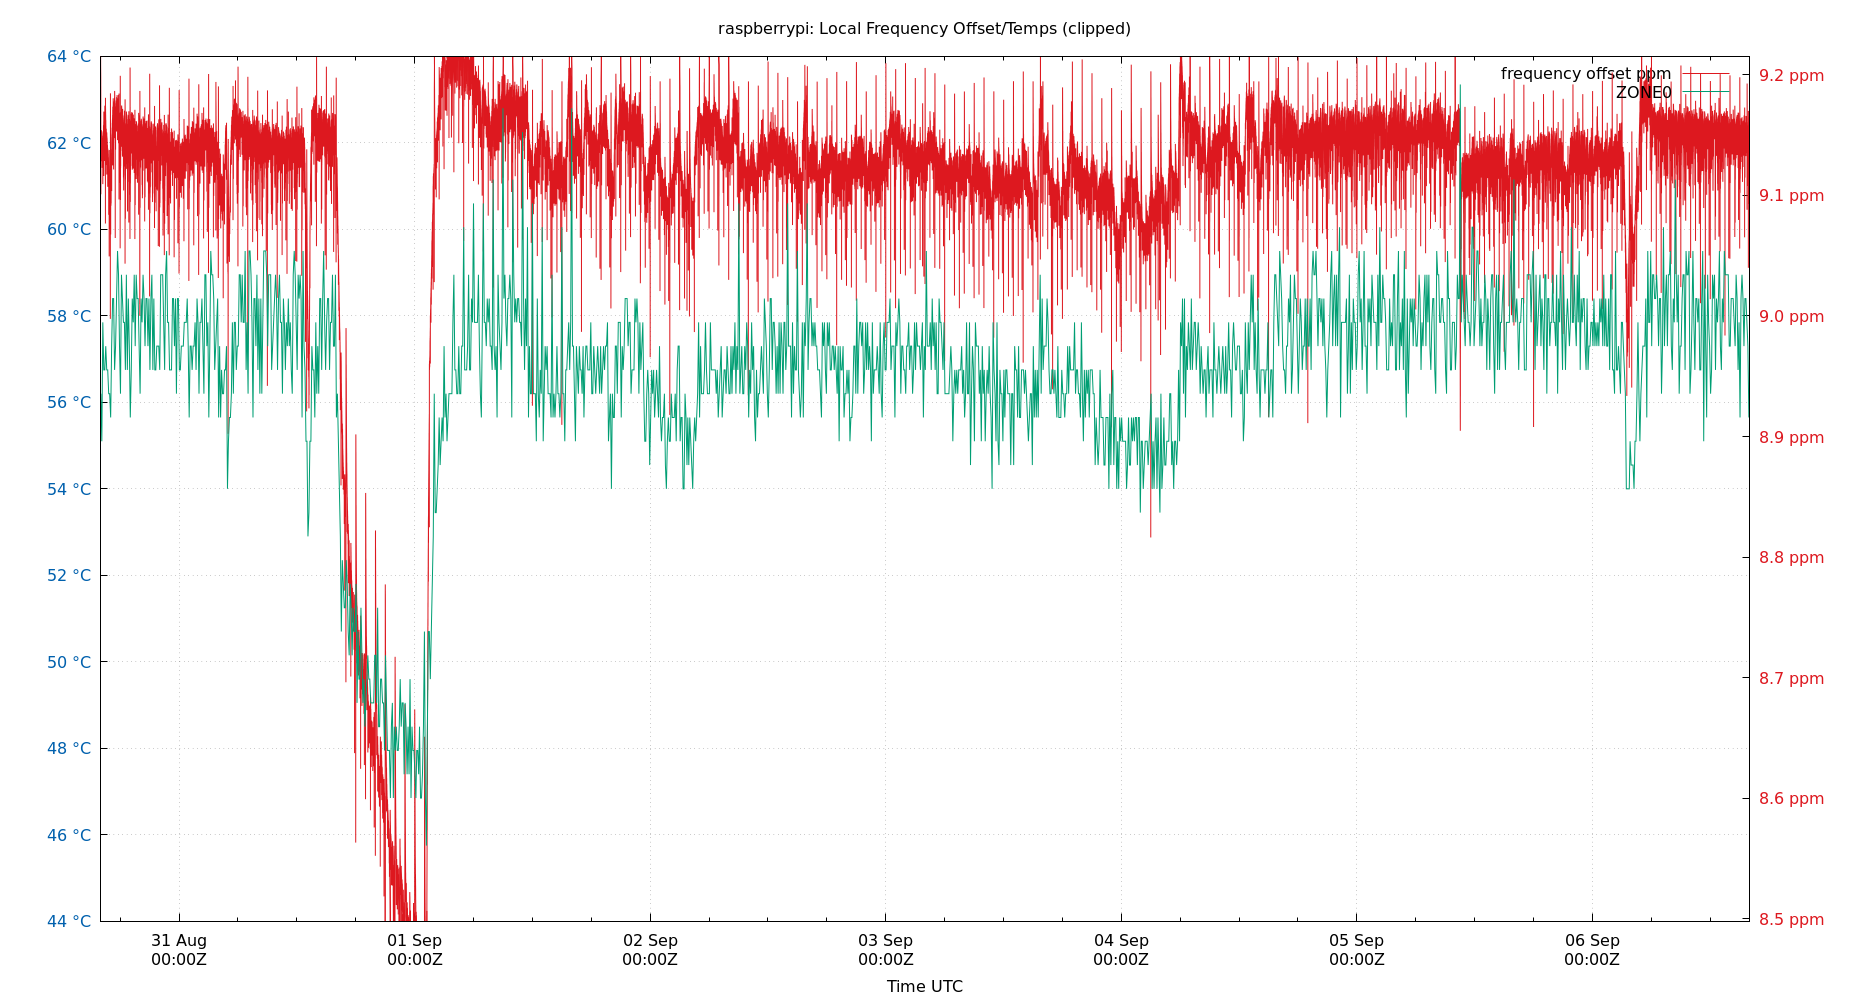 raspberrypi: Local Frequency Offset/Temps (clipped)
64 °C
62 °C
60 °C
58 °C
56 °C
54 °C
52 °C
50 °C
48 °C
46 °C
44 °C
frequency offset ppm
ZONE0
9.2 ppm
9.1 ppm
9.0 ppm
8.9 ppm
8.8 ppm
8.7 ppm
8.6 ppm
8.5 ppm
31 Aug
00:00Z
01 Sep
00:00Z
02 Sep
00:00Z
03 Sep
00:00Z
04 Sep
00:00Z
05 Sep
00:00Z
06 Sep
00:00Z
Time UTC